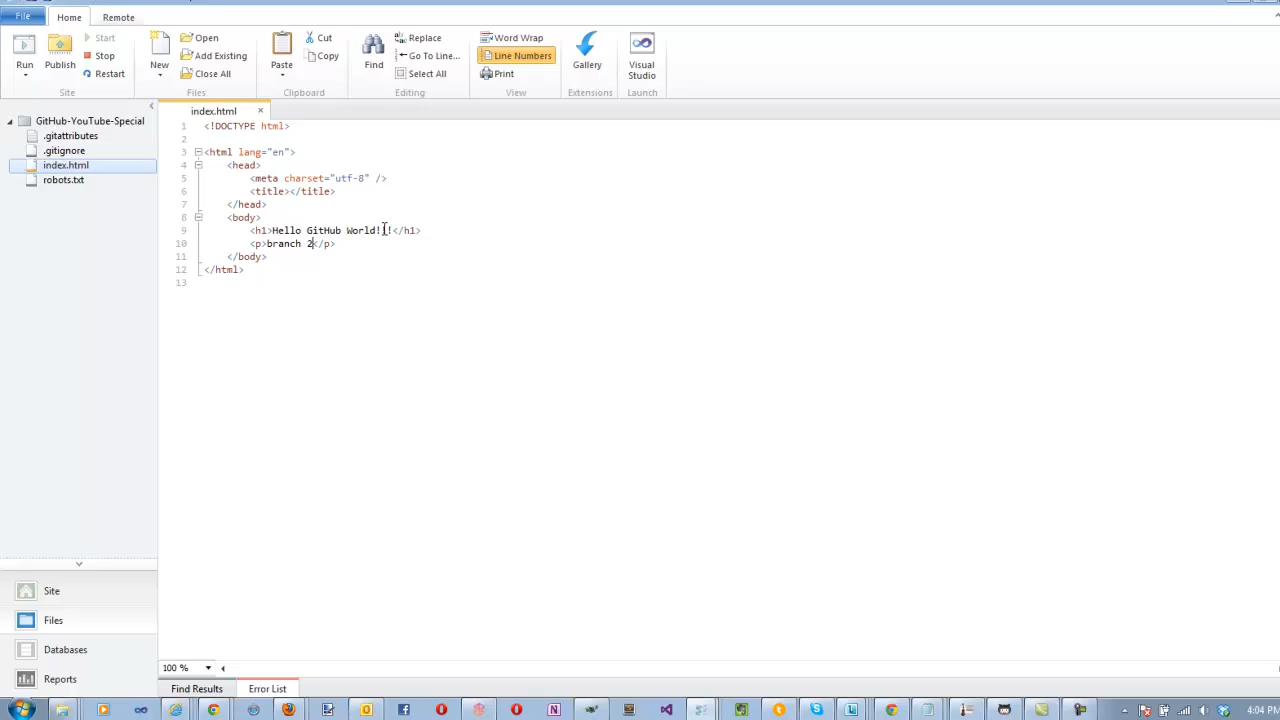 File Home Remote
Start Open Cut Replace Word Wrap
Stop Add Existing Copy Go To Line... Line Numbers
Run Publish Restart New Close All Paste Find Select All Print Gallery Visual Studio
Site Files Clipboard Editing View Extensions Launch
index.html
GitHub-YouTube-Special
.gitattributes
.gitignore
index.html
robots.txt
1 <!DOCTYPE html>
2
3 <html lang="en">
4 <head>
5 <meta charset="utf-8" />
6 <title></title>
7 </head>
8 <body>
9 <h1>Hello GitHub World!!!</h1>
10 <p>branch 2</p>
11 </body>
12 </html>
13
Site
Files
Databases
Reports
100 %
Find Results Error List
4:04 PM